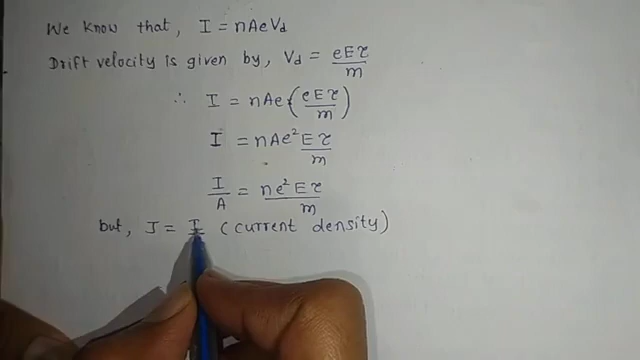 We know that, I = nAeVd
Drift velocity is given by, Vd = eEτ/m
∴ I = nAe(eEτ/m)
I = nAe²Eτ/m
I/A = ne²Eτ/m
but, J = I (current density)